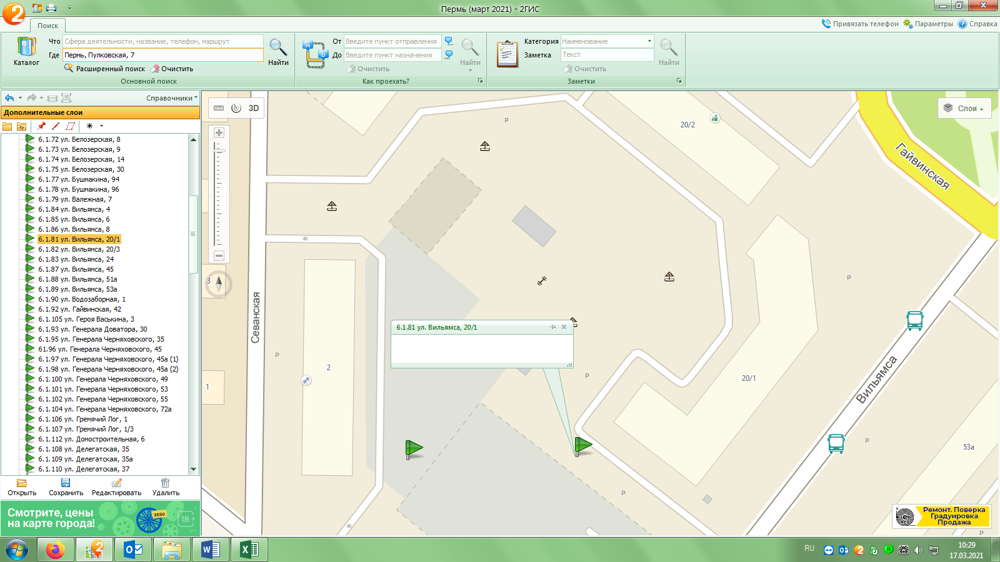 Пермь (март 2021) - 2ГИС
Поиск
Привязать телефон
Параметры
Справка
Каталог
Что
Сфера деятельности, название, телефон, маршрут
Где
Пермь, Пулковская, 7
Расширенный поиск
Очистить
Найти
Основной поиск
От
Введите пункт отправления
До
Введите пункт назначения
Очистить
Найти
Как проехать?
Категория
Наименование
Заметка
Текст
Очистить
Найти
Заметки
Справочники
Дополнительные слои
6.1.72 ул. Белозерская, 8
6.1.73 ул. Белозерская, 9
6.1.74 ул. Белозерская, 14
6.1.75 ул. Белозерская, 30
6.1.77 ул. Бушмакина, 94
6.1.78 ул. Бушмакина, 96
6.1.79 ул. Валежная, 7
6.1.84 ул. Вильямса, 4
6.1.85 ул. Вильямса, 6
6.1.86 ул. Вильямса, 8
6.1.81 ул. Вильямса, 20/1
6.1.82 ул. Вильямса, 20/3
6.1.83 ул. Вильямса, 24
6.1.87 ул. Вильямса, 45
6.1.88 ул. Вильямса, 51а
6.1.89 ул. Вильямса, 53а
6.1.90 ул. Водозаборная, 1
6.1.92 ул. Гайвинская, 42
6.1.105 ул. Героя Васькина, 3
6.1.93 ул. Генерала Доватора, 30
6.1.95 ул. Генерала Черняховского, 35
61.96 ул. Генерала Черняховского, 45
6.1.97 ул. Генерала Черняховского, 45а (1)
6.1.98 ул. Генерала Черняховского, 45а (2)
6.1.100 ул. Генерала Черняховского, 49
6.1.101 ул. Генерала Черняховского, 53
6.1.102 ул. Генерала Черняховского, 55
6.1.104 ул. Генерала Черняховского, 72а
6.1.106 ул. Гремячий Лог, 1
6.1.107 ул. Гремячий Лог, 1/3
6.1.112 ул. Домостроительная, 6
6.1.108 ул. Делегатская, 35
6.1.109 ул. Делегатская, 35а
6.1.110 ул. Делегатская, 37
Открыть
Сохранить
Редактировать
Удалить
Смотрите, цены
на карте города!
3550
18+
3D
Слои
P
20/2
Гайвинская
P
3
Севанская
6.1.81 ул. Вильямса, 20/1
P
2
P
20/1
Вильямса
1
P
53а
P
P
Ремонт. Поверка
Градуировка
Продажа
RU
10:29
17.03.2021